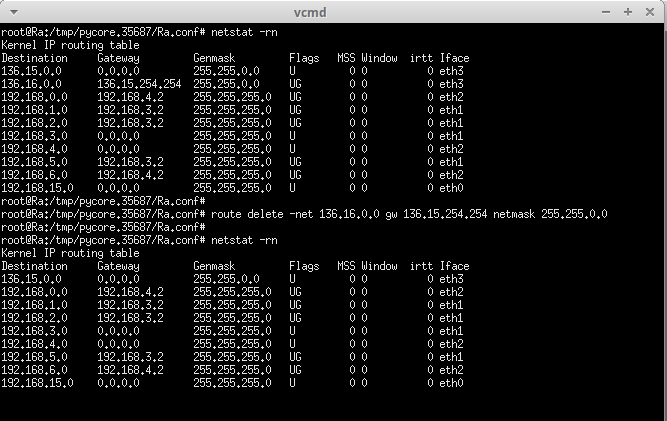 vcmd
root@Ra:/tmp/pycore.35687/Ra.conf# netstat -rn
Kernel IP routing table
Destination     Gateway         Genmask         Flags   MSS Window  irtt Iface
136.15.0.0      0.0.0.0         255.255.0.0     U         0 0          0 eth3
136.16.0.0      136.15.254.254  255.255.0.0     UG        0 0          0 eth3
192.168.0.0     192.168.4.2     255.255.255.0   UG        0 0          0 eth2
192.168.1.0     192.168.3.2     255.255.255.0   UG        0 0          0 eth1
192.168.2.0     192.168.3.2     255.255.255.0   UG        0 0          0 eth1
192.168.3.0     0.0.0.0         255.255.255.0   U         0 0          0 eth1
192.168.4.0     0.0.0.0         255.255.255.0   U         0 0          0 eth2
192.168.5.0     192.168.3.2     255.255.255.0   UG        0 0          0 eth1
192.168.6.0     192.168.4.2     255.255.255.0   UG        0 0          0 eth2
192.168.15.0    0.0.0.0         255.255.255.0   U         0 0          0 eth0
root@Ra:/tmp/pycore.35687/Ra.conf#
root@Ra:/tmp/pycore.35687/Ra.conf# route delete -net 136.16.0.0 gw 136.15.254.254 netmask 255.255.0.0
root@Ra:/tmp/pycore.35687/Ra.conf#
root@Ra:/tmp/pycore.35687/Ra.conf# netstat -rn
Kernel IP routing table
Destination     Gateway         Genmask         Flags   MSS Window  irtt Iface
136.15.0.0      0.0.0.0         255.255.0.0     U         0 0          0 eth3
192.168.0.0     192.168.4.2     255.255.255.0   UG        0 0          0 eth2
192.168.1.0     192.168.3.2     255.255.255.0   UG        0 0          0 eth1
192.168.2.0     192.168.3.2     255.255.255.0   UG        0 0          0 eth1
192.168.3.0     0.0.0.0         255.255.255.0   U         0 0          0 eth1
192.168.4.0     0.0.0.0         255.255.255.0   U         0 0          0 eth2
192.168.5.0     192.168.3.2     255.255.255.0   UG        0 0          0 eth1
192.168.6.0     192.168.4.2     255.255.255.0   UG        0 0          0 eth2
192.168.15.0    0.0.0.0         255.255.255.0   U         0 0          0 eth0